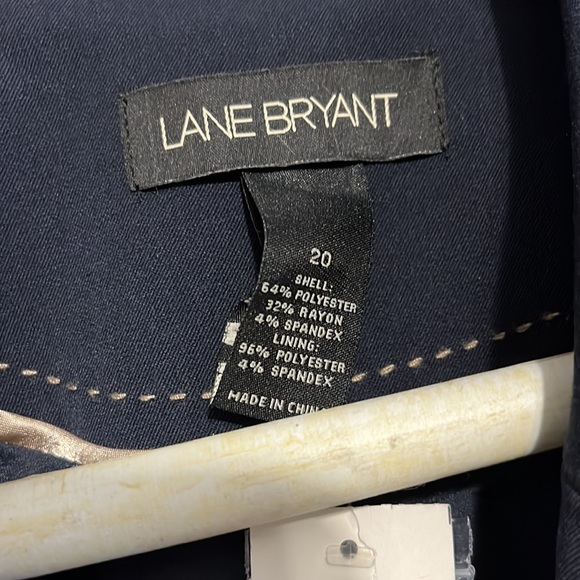 LANE BRYANT
20
SHELL:
64% POLYESTER
32% RAYON
4% SPANDEX
LINING:
96% POLYESTER
4% SPANDEX
MADE IN CHINA